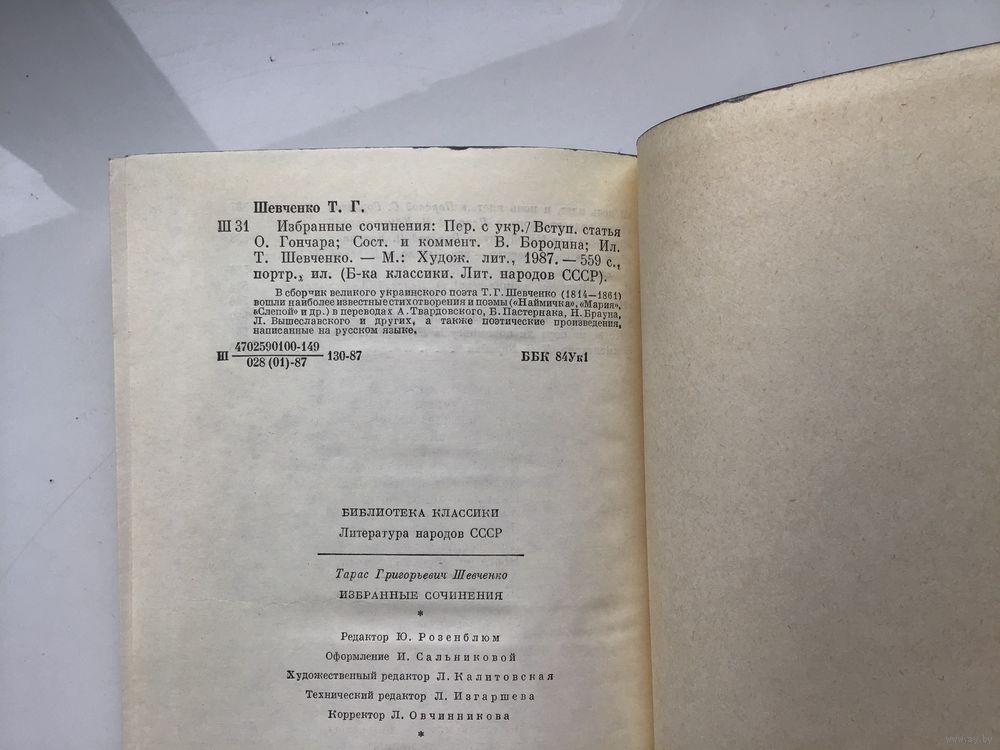 Шевченко Т. Г.
Ш 31 Избранные сочинения: Пер. с укр./Вступ. статья
О. Гончара; Сост. и коммент. В. Бородина; Ил.
Т. Шевченко. — М.: Худож. лит., 1987. — 559 с.,
портр., ил. (Б-ка классики. Лит. народов СССР).
В сборник великого украинского поэта Т. Г. Шевченко (1814—1861)
вошли наиболее известные стихотворения и поэмы («Наймичка», «Мария»,
«Слепой» и др.) в переводах А. Твардовского, Б. Пастернака, Н. Брауна,
Л. Вышеславского и других, а также поэтические произведения,
написанные на русском языке.
Ш 4702590100-149 130-87 ББК 84Ук1
028 (01)-87
БИБЛИОТЕКА КЛАССИКИ
Литература народов СССР
Тарас Григорьевич Шевченко
ИЗБРАННЫЕ СОЧИНЕНИЯ
*
Редактор Ю. Розенблюм
Оформление И. Сальниковой
Художественный редактор Л. Калитовская
Технический редактор Л. Изгаршева
Корректор Л. Овчинникова
*
www.ay.by